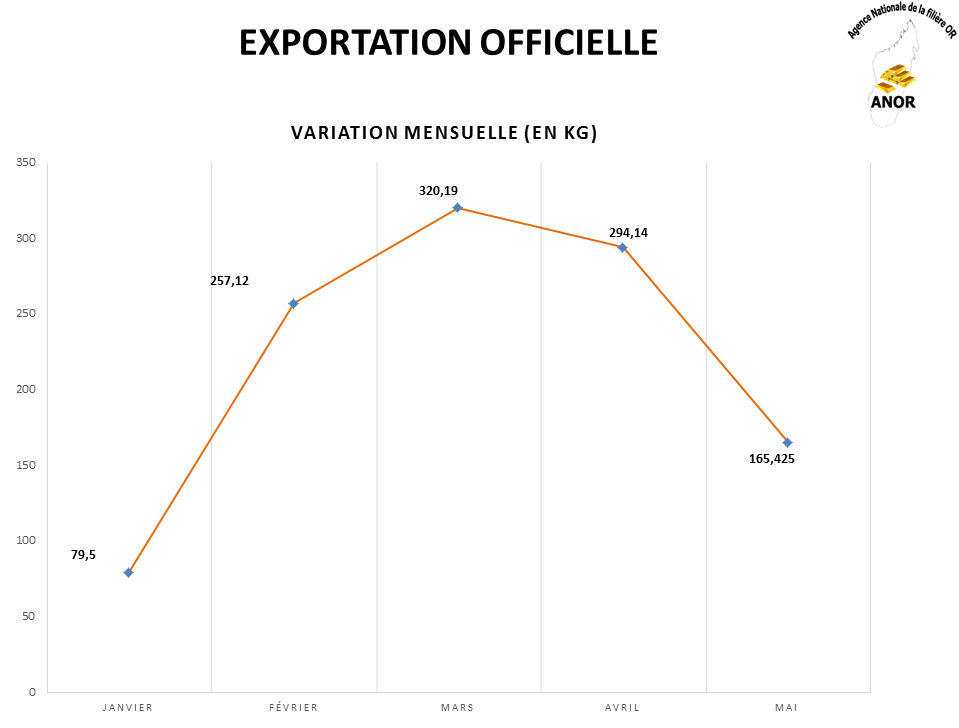 EXPORTATION OFFICIELLE
Agence Nationale de la filière OR
ANOR
VARIATION MENSUELLE (EN KG)
350
300
250
200
150
100
50
0
79,5
257,12
320,19
294,14
165,425
JANVIER
FÉVRIER
MARS
AVRIL
MAI